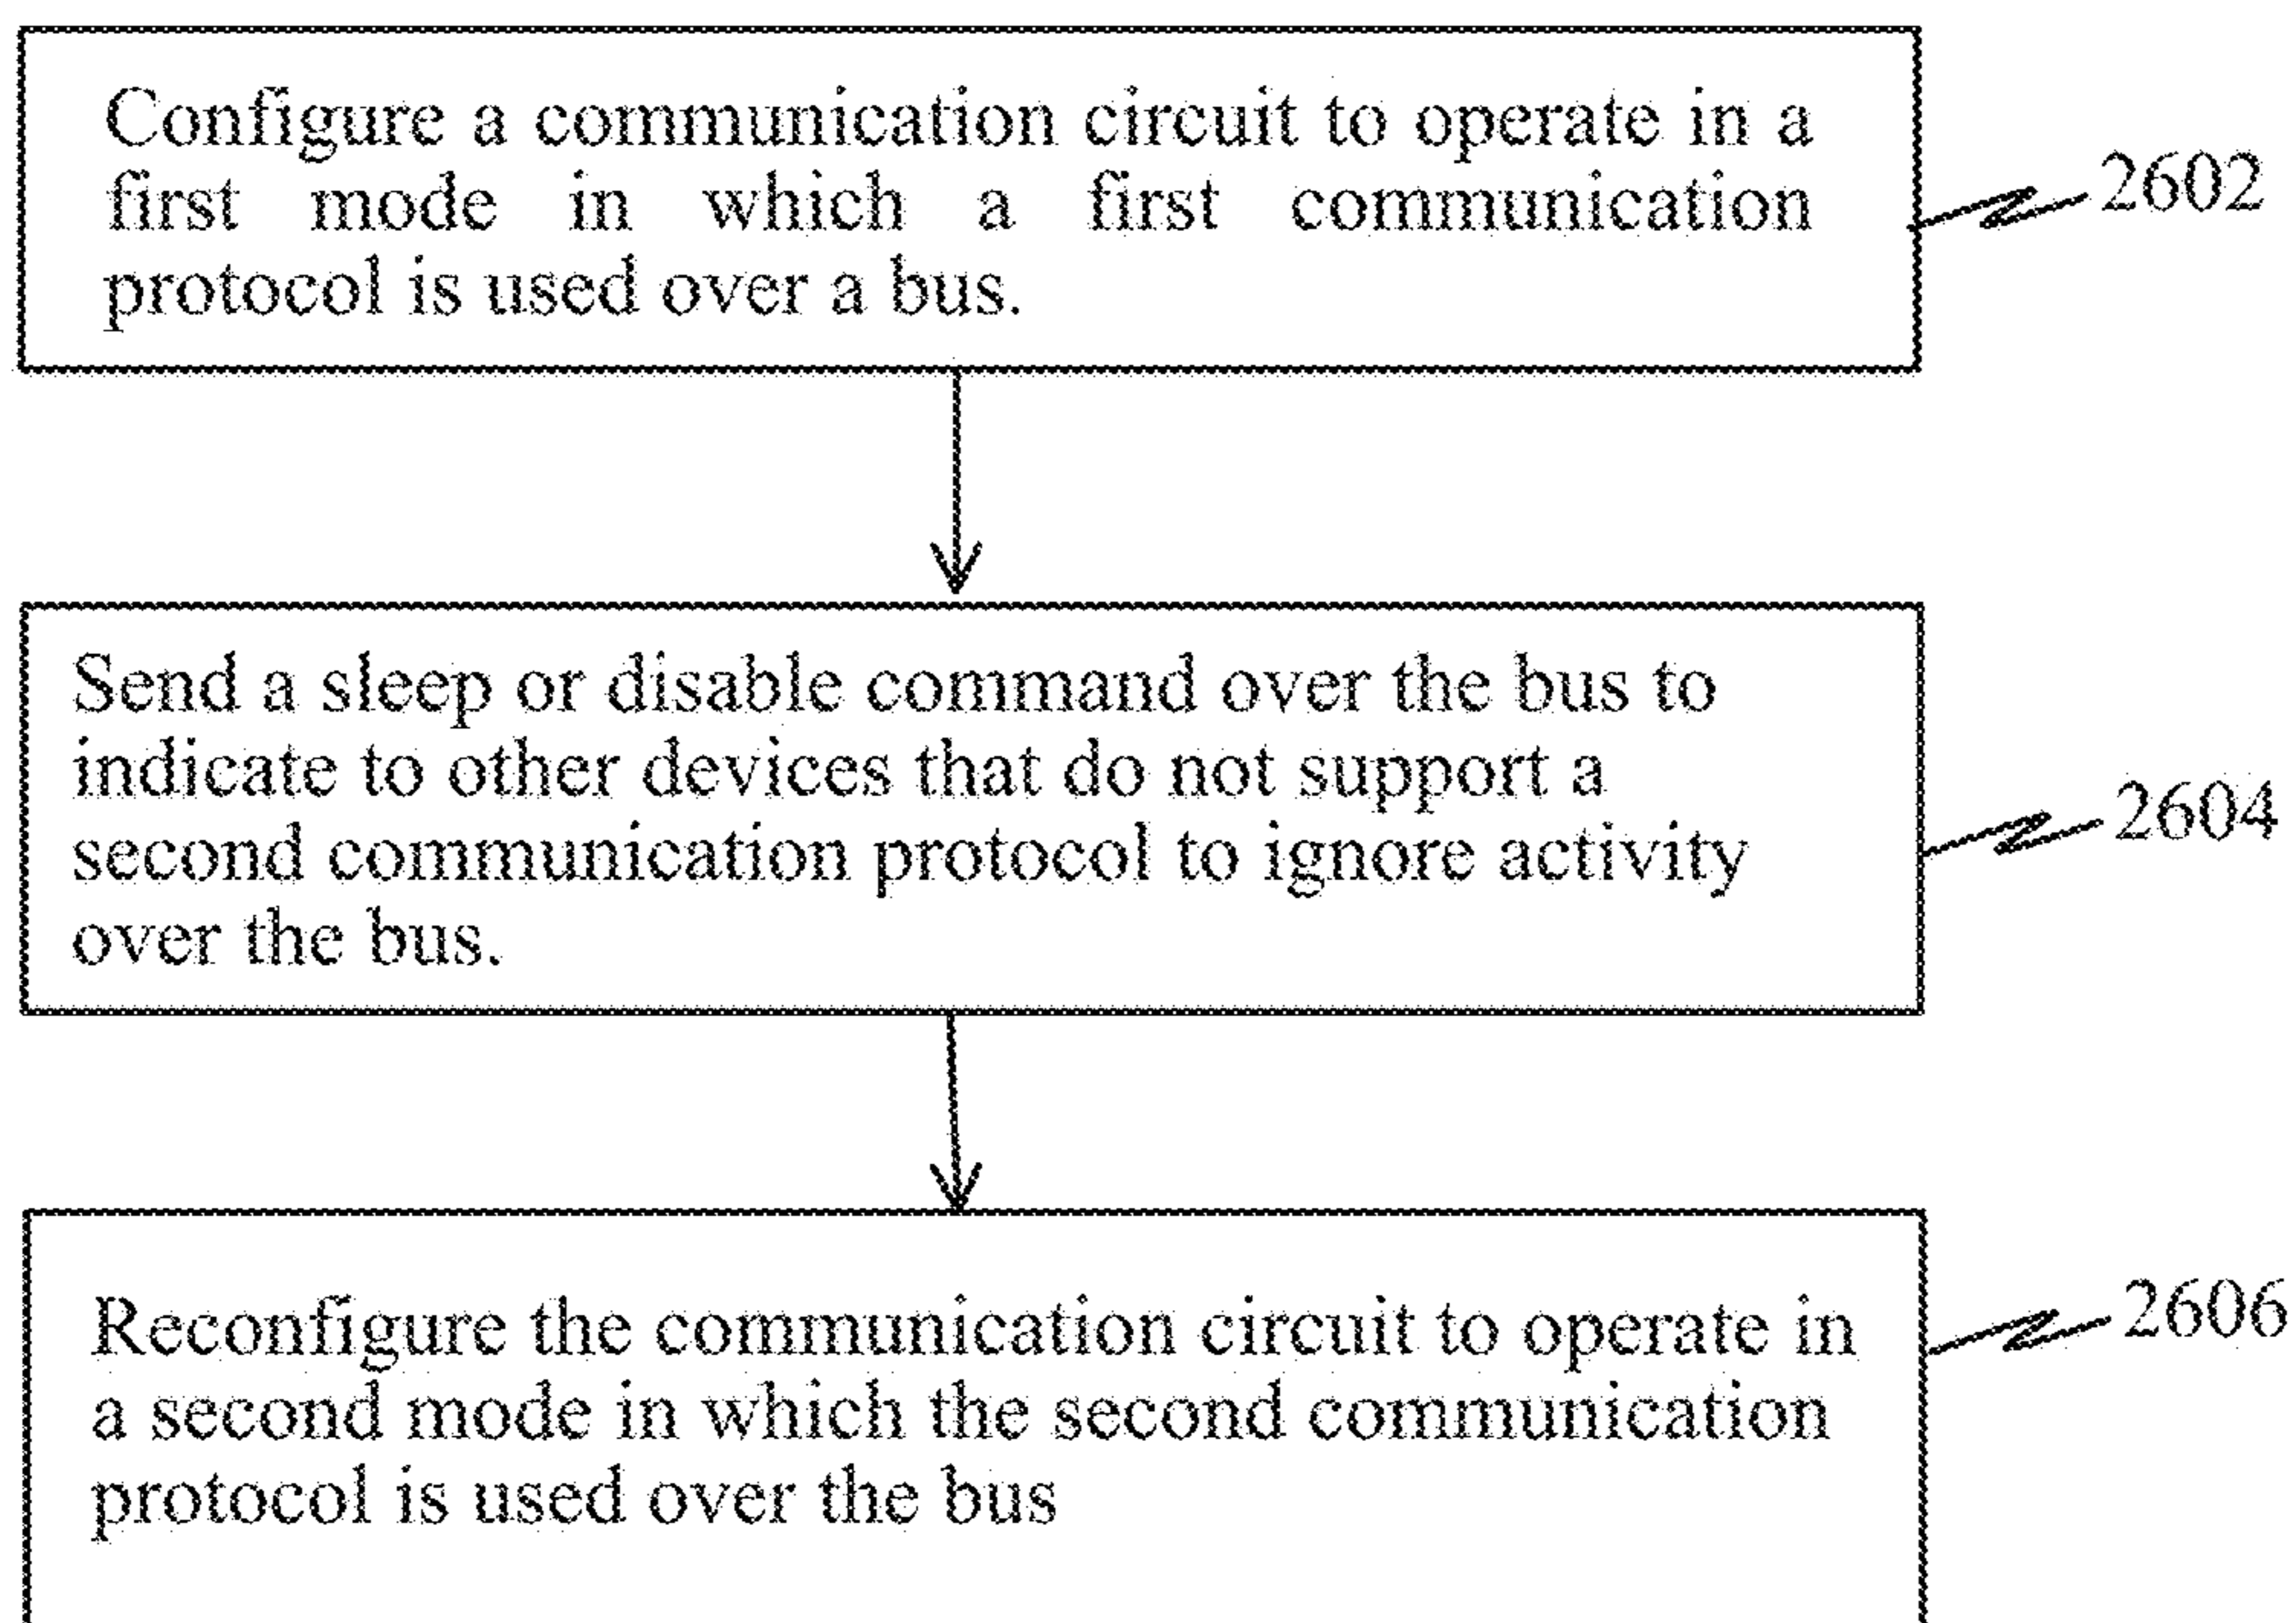 Configure a communication circuit to operate in a
first mode in which a first communication
protocol is used over a bus.
2602
Send a sleep or disable command over the bus to
indicate to other devices that do not support a
second communication protocol to ignore activity
over the bus.
2604
Reconfigure the communication circuit to operate in
a second mode in which the second communication
protocol is used over the bus
2606